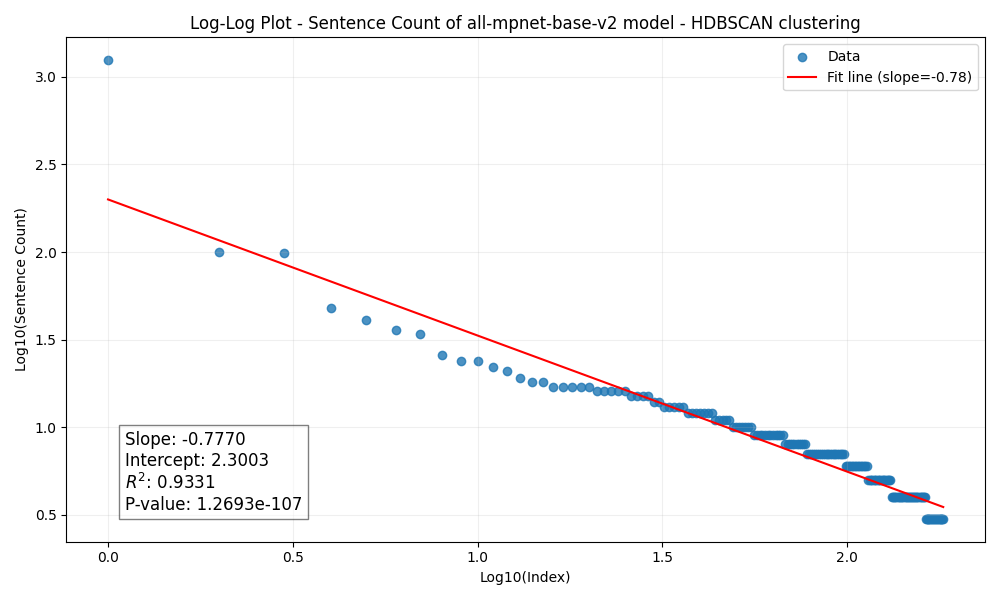 Log-Log Plot - Sentence Count of all-mpnet-base-v2 model - HDBSCAN clustering
Data
Fit line (slope=-0.78)
3.0
2.5
2.0
1.5
1.0
0.5
Log10(Sentence Count)
Slope: -0.7770
Intercept: 2.3003
R²: 0.9331
P-value: 1.2693e-107
0.0 0.5 1.0 1.5 2.0
Log10(Index)